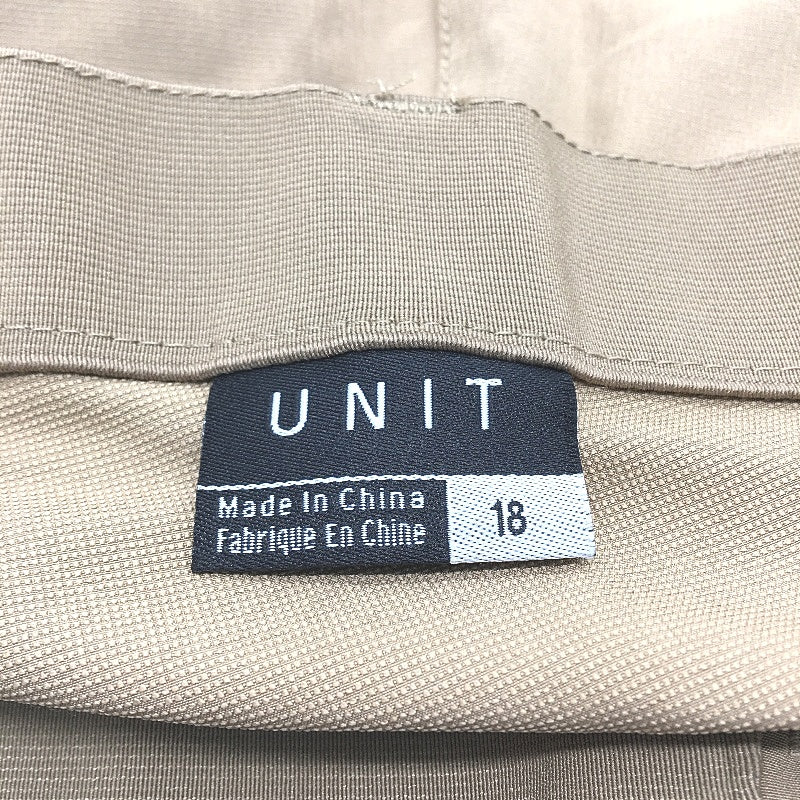 UNIT
Made In China
Fabrique En Chine
18